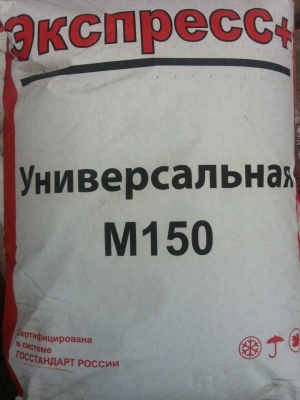 Экспресс+
Универсальная
М150
Сертифицирована
в системе
ГОССТАНДАРТ РОССИИ